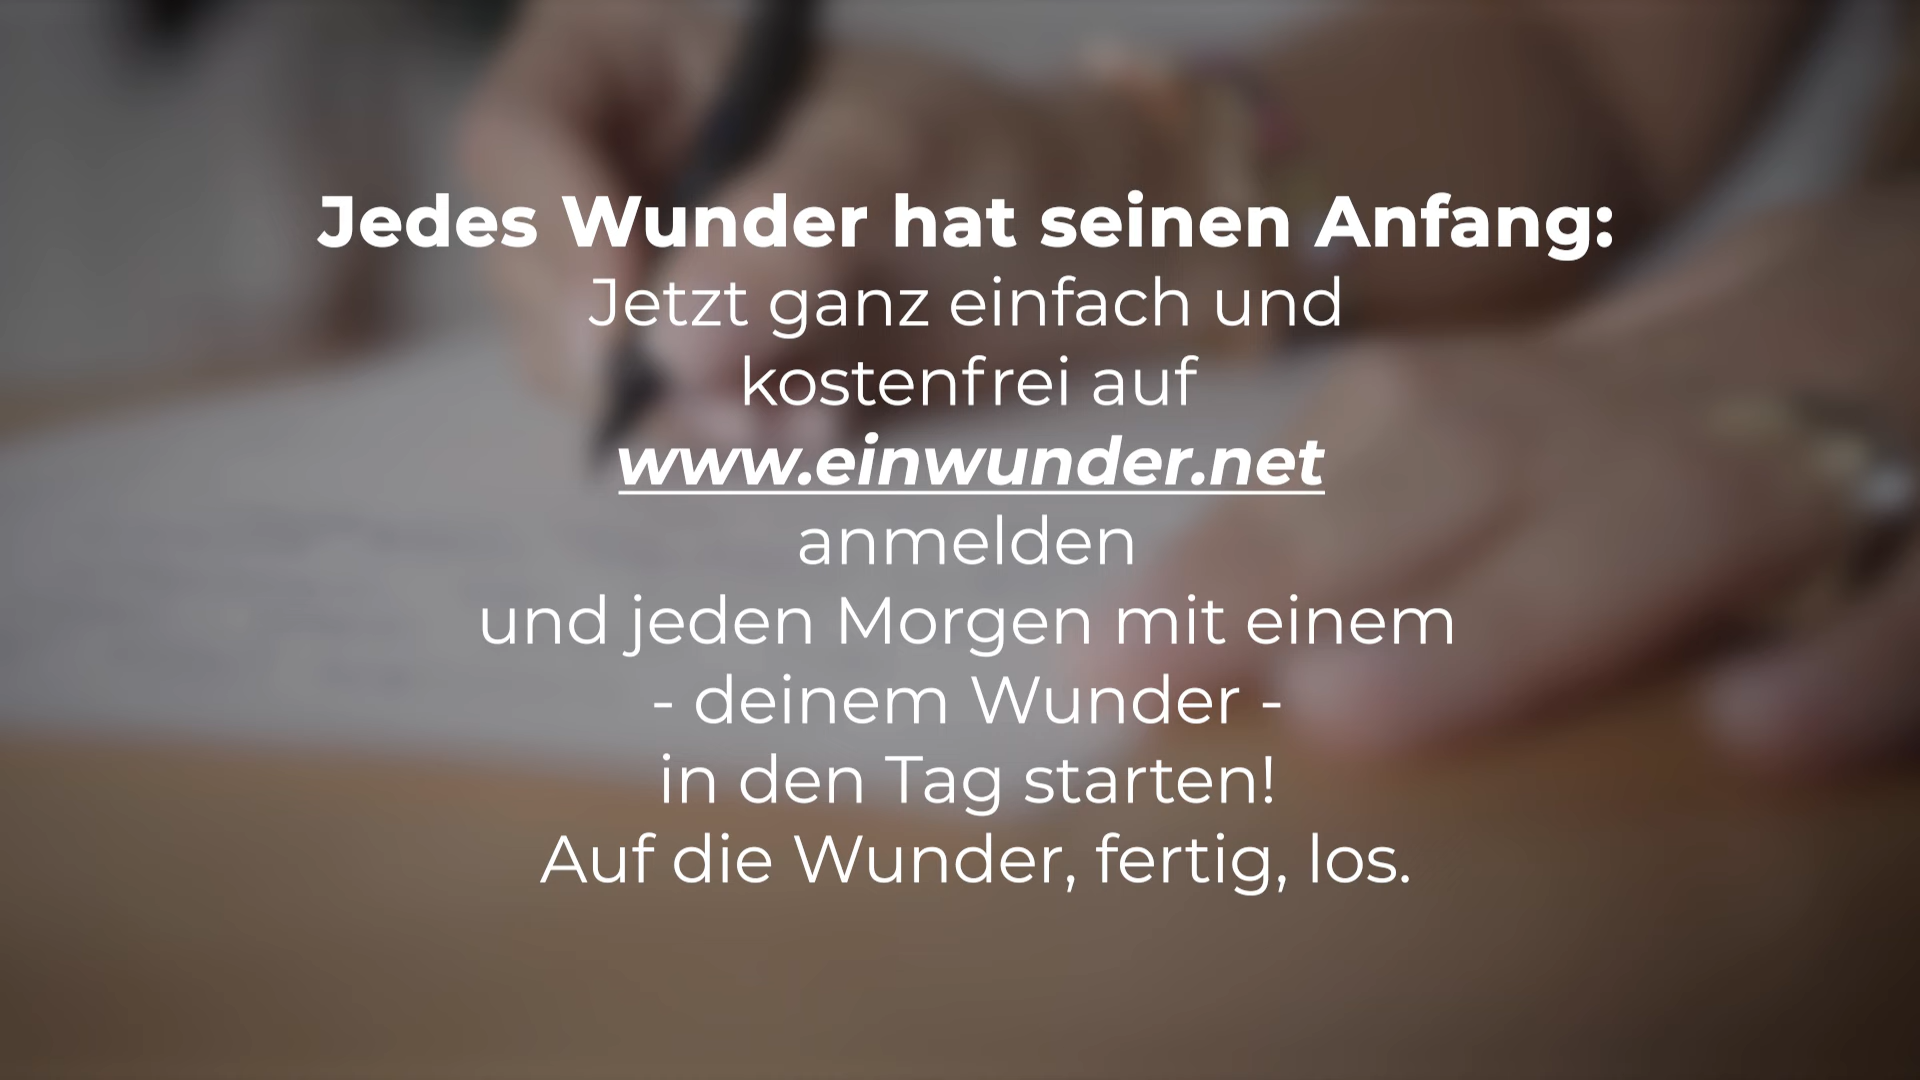 Jedes Wunder hat seinen Anfang:
Jetzt ganz einfach und
kostenfrei auf
www.einwunder.net
anmelden
und jeden Morgen mit einem
- deinem Wunder -
in den Tag starten!
Auf die Wunder, fertig, los.